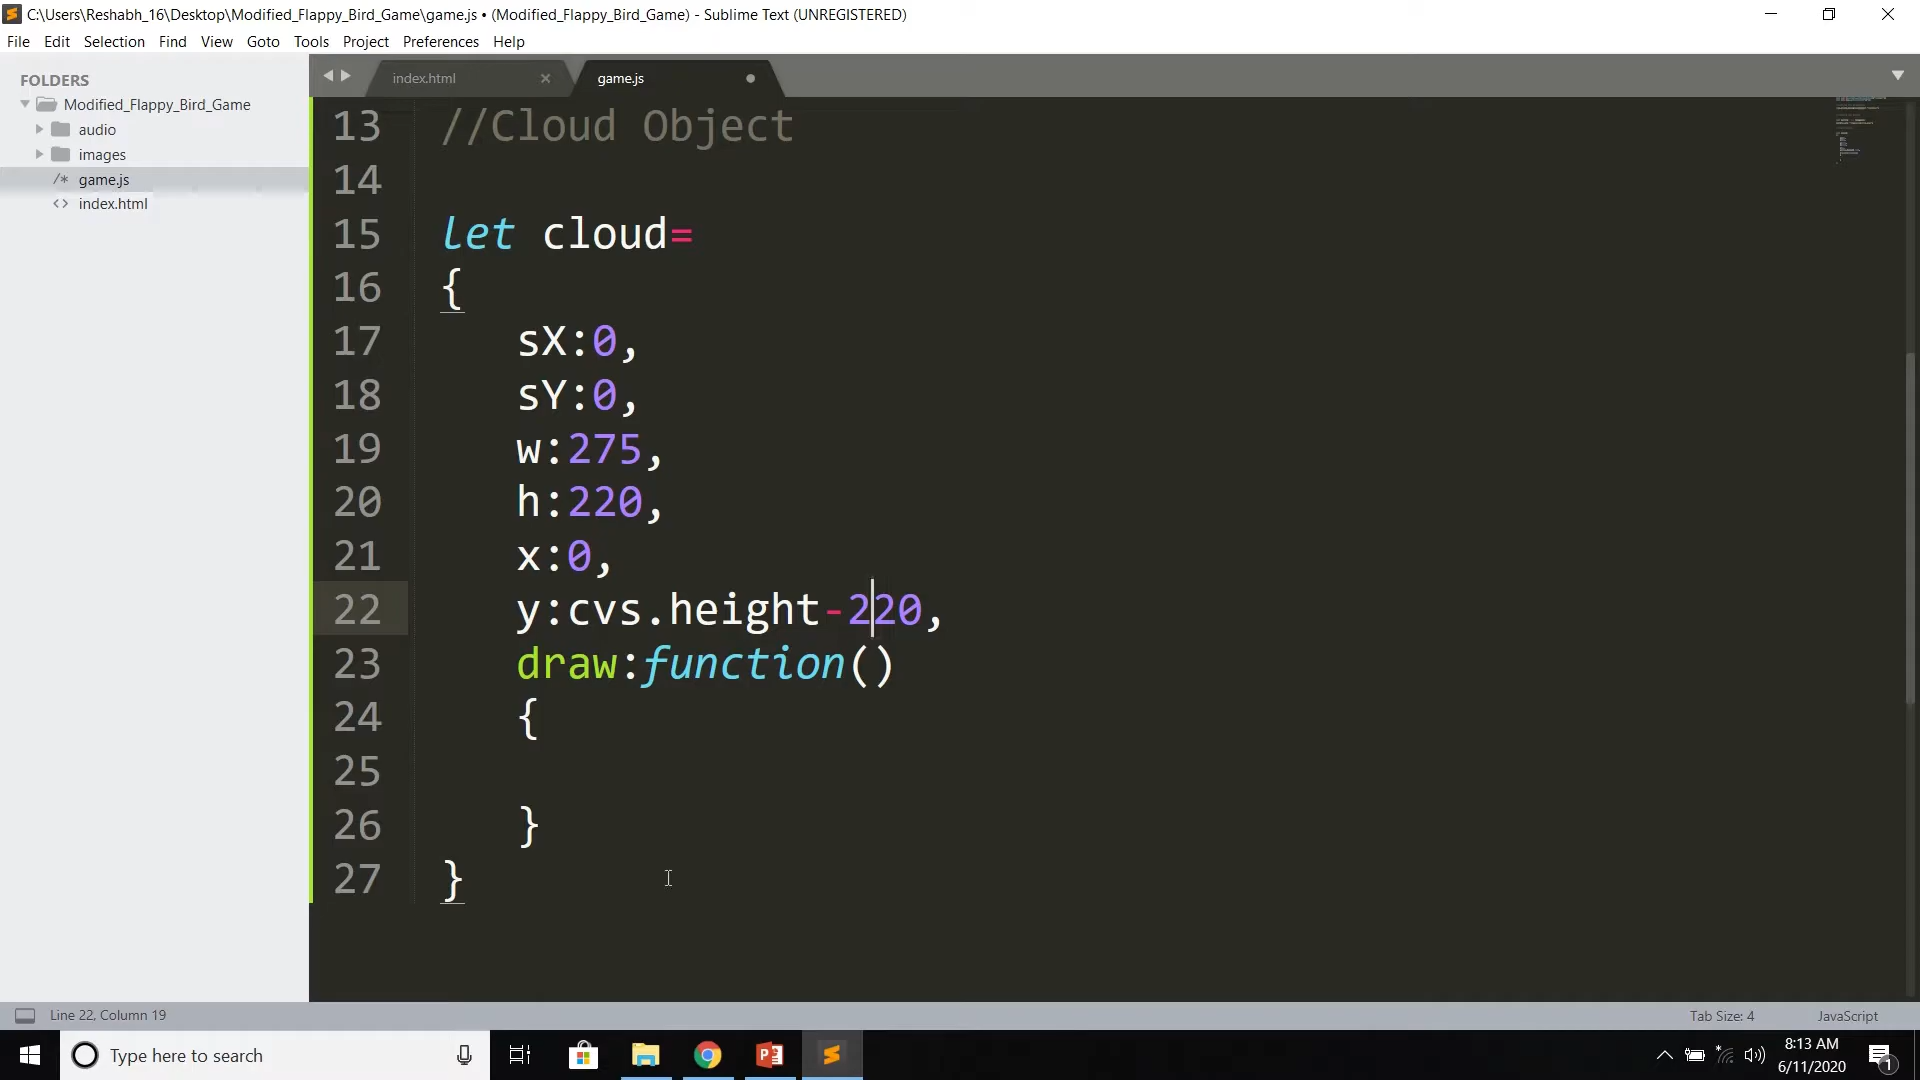 C:\Users\Reshabh_16\Desktop\Modified_Flappy_Bird_Game\game.js • (Modified_Flappy_Bird_Game) - Sublime Text (UNREGISTERED)
File Edit Selection Find View Goto Tools Project Preferences Help
FOLDERS
Modified_Flappy_Bird_Game
audio
images
/* game.js
<> index.html
index.html
game.js
13 //Cloud Object
14
15 let cloud=
16 {
17 sX:0,
18 sY:0,
19 w:275,
20 h:220,
21 x:0,
22 y:cvs.height-220,
23 draw:function()
24 {
25
26 }
27 }
Line 22, Column 19
Tab Size: 4
JavaScript
Type here to search
8:13 AM
6/11/2020
1